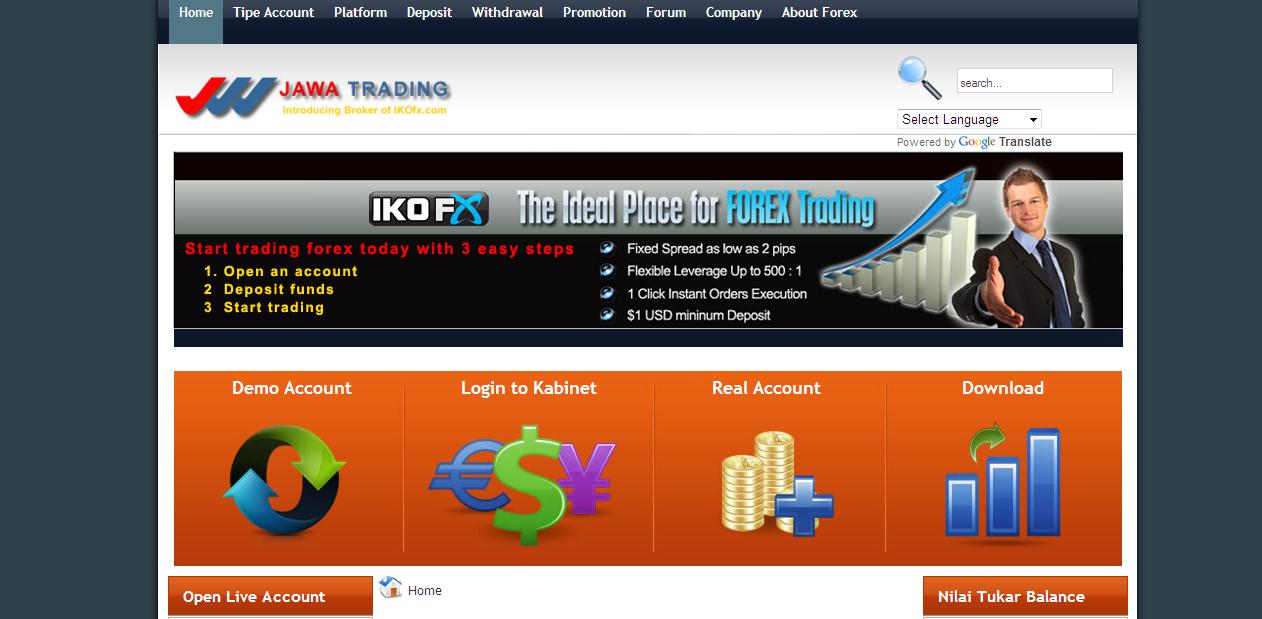 Home Tipe Account Platform Deposit Withdrawal Promotion Forum Company About Forex
JAWA TRADING
Introducing Broker of IKOfx.com
search...
Select Language
Powered by Google Translate
IKO FX The Ideal Place for FOREX Trading
Start trading forex today with 3 easy steps
1. Open an account
2 Deposit funds
3 Start trading
Fixed Spread as low as 2 pips
Flexible Leverage Up to 500 : 1
1 Click Instant Orders Execution
$1 USD mininum Deposit
Demo Account Login to Kabinet Real Account Download
Open Live Account
Home
Nilai Tukar Balance